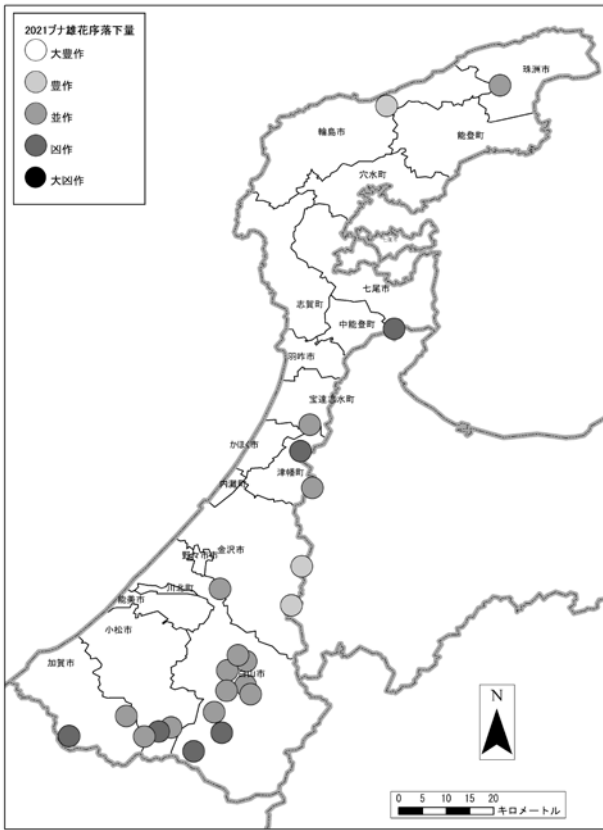 2021ブナ雄花序落下量
大豊作
豊作
並作
凶作
大凶作
珠洲市
輪島市
能登町
穴水町
七尾市
志賀町
中能登町
羽咋市
宝達志水町
かほく市
津幡町
内灘町
金沢市
野々市市
川北町
能美市
小松市
加賀市
白山市
N
0 5 10 15 20
キロメートル